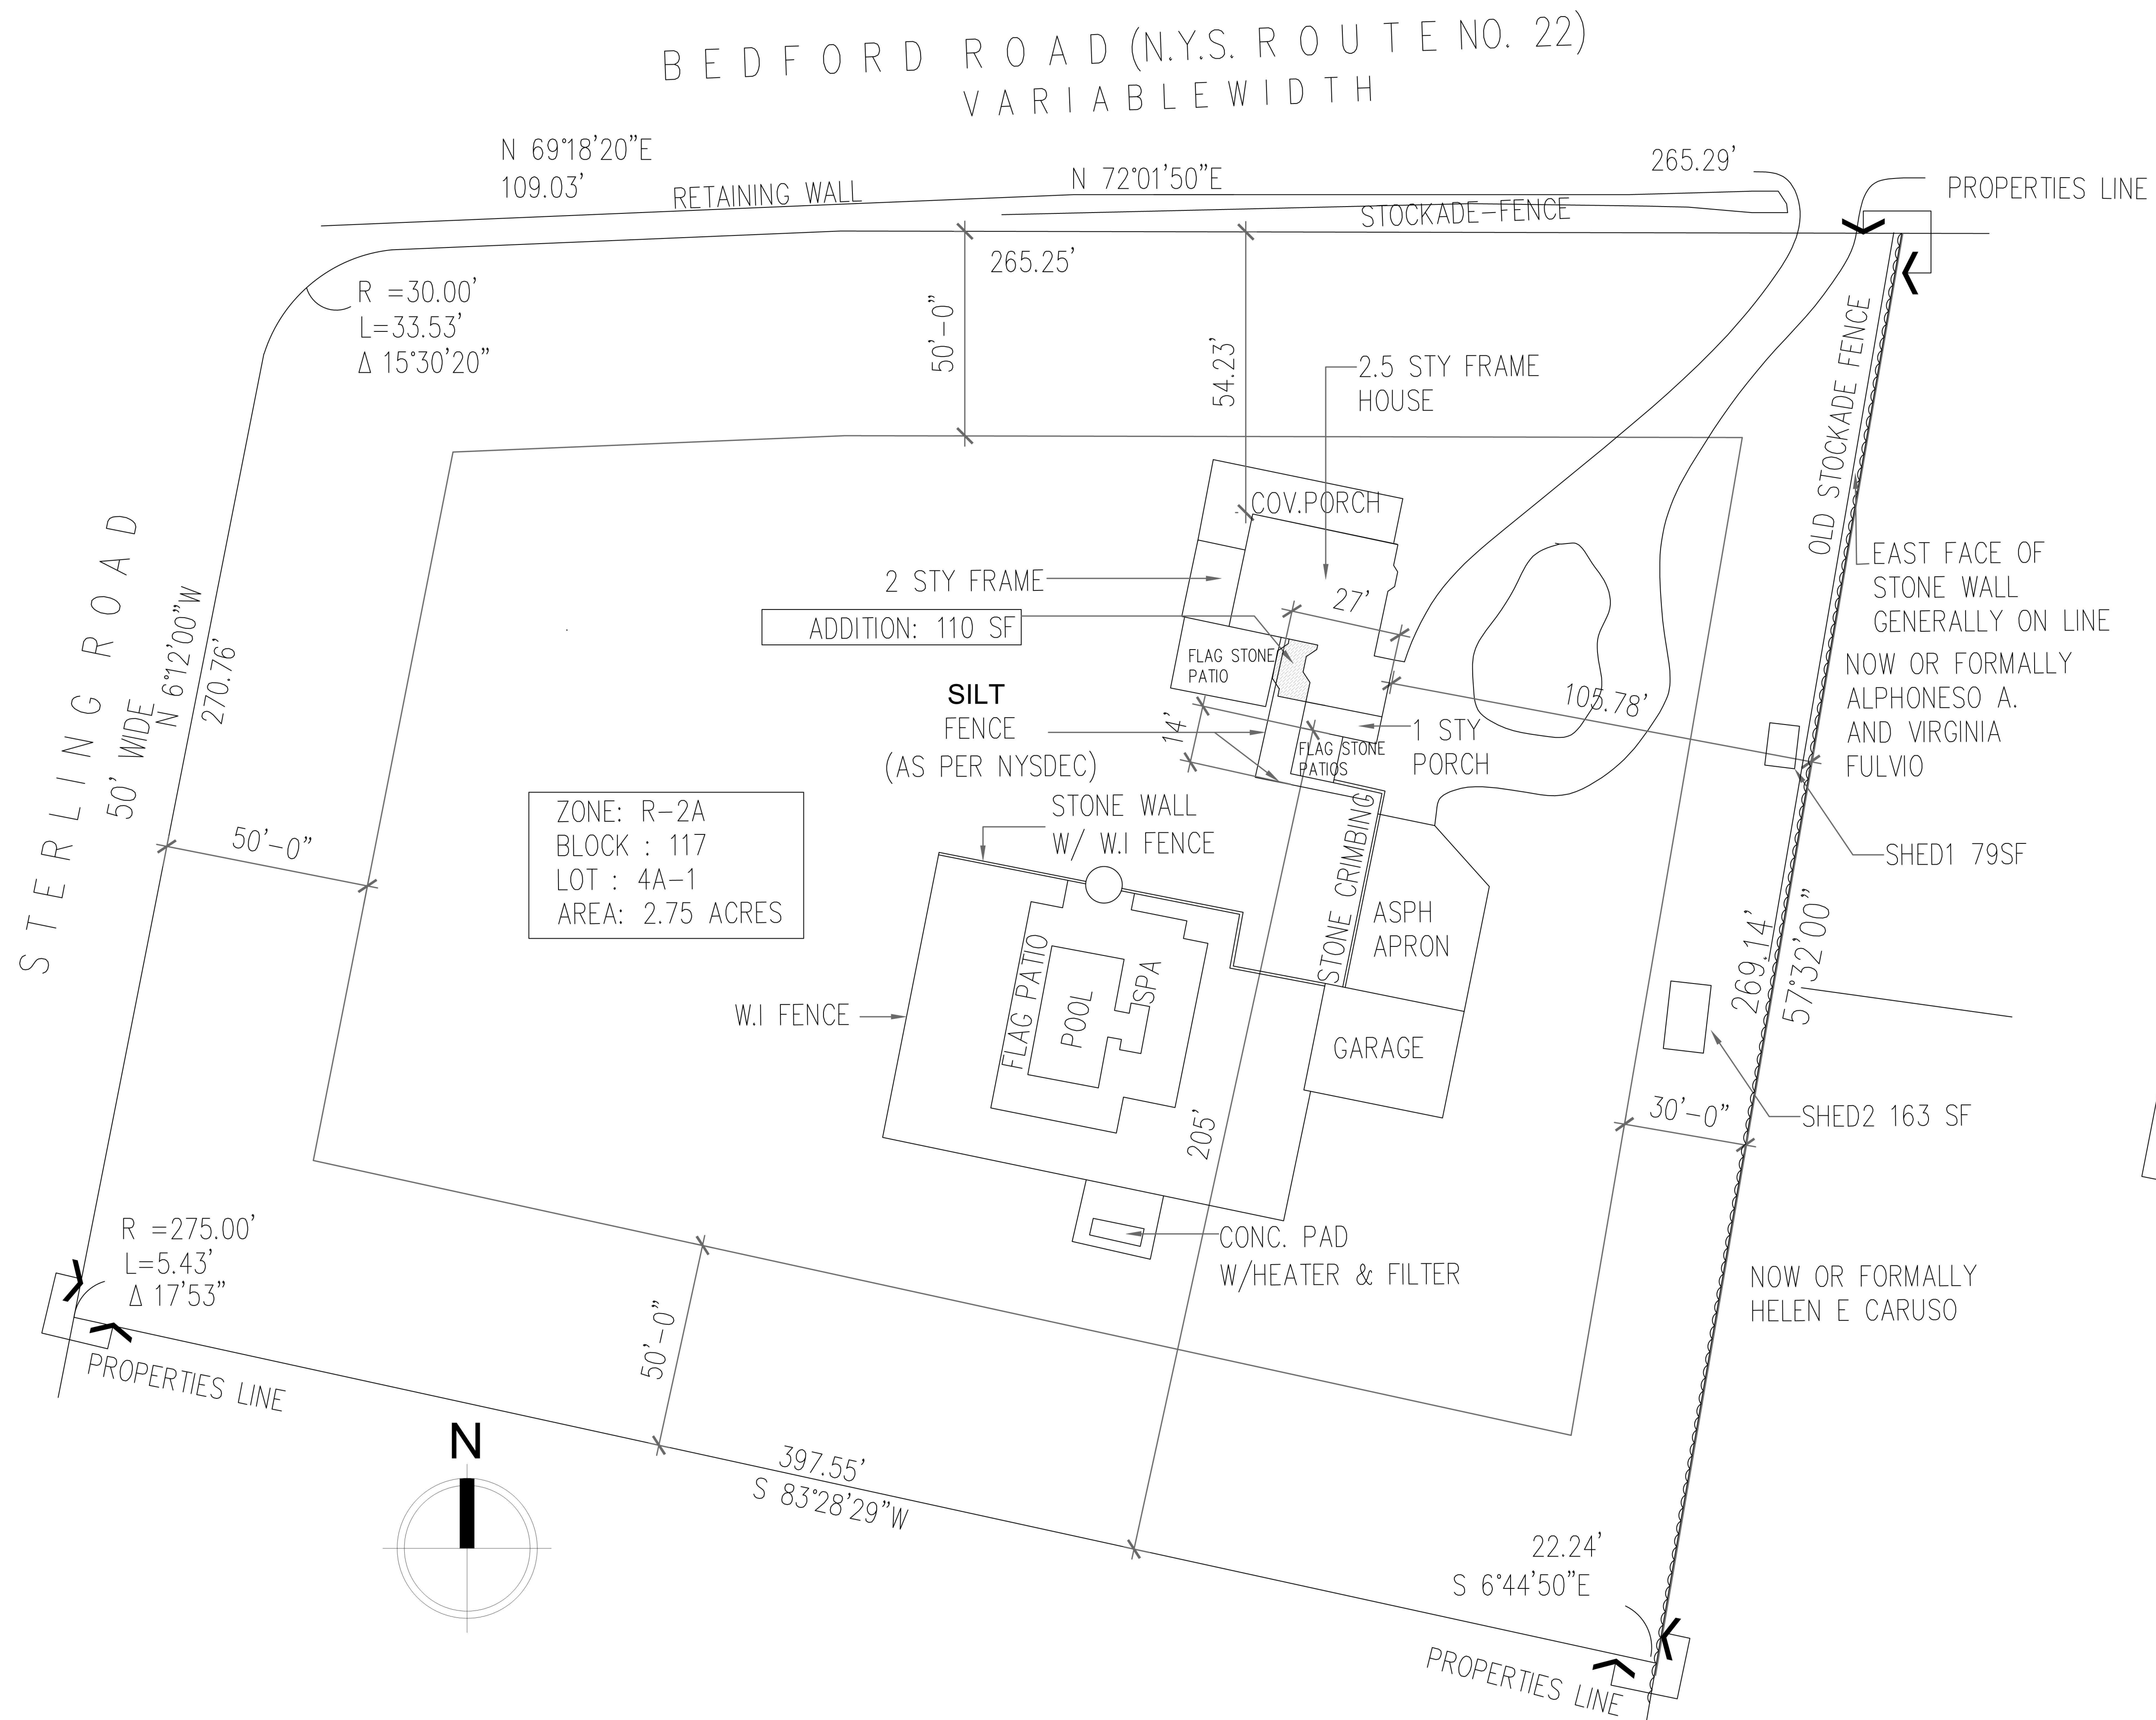 BEDFORD ROAD (N.Y.S. ROUTE NO. 22)
VARIABLE WIDTH
N 69°18'20"E
109.03'
RETAINING WALL
N 72°01'50"E
265.29'
STOCKADE-FENCE
PROPERTIES LINE
265.25'
R =30.00'
L=33.53'
Δ 15°30'20"
50'-0"
54.23'
2.5 STY FRAME
HOUSE
OLD STOCKADE FENCE
COV.PORCH
STERLING ROAD
50' WIDE
N 6°12'00"W
270.76'
2 STY FRAME
27'
ADDITION: 110 SF
EAST FACE OF
STONE WALL
GENERALLY ON LINE
FLAG STONE
PATIO
NOW OR FORMALLY
ALPHONESO A.
AND VIRGINIA
FULVIO
SILT
FENCE
(AS PER NYSDEC)
14'
105.78'
1 STY
PORCH
FLAG STONE
PATIOS
ZONE: R-2A
BLOCK : 117
LOT : 4A-1
AREA: 2.75 ACRES
STONE WALL
W/ W.I FENCE
50'-0"
STONE CRIMBING
SHED1 79SF
ASPH
APRON
269.14'
57°32'00"
FLAG PATIO
POOL
SPA
W.I FENCE
GARAGE
205'
30'-0"
SHED2 163 SF
R =275.00'
L=5.43'
Δ 17'53"
CONC. PAD
W/HEATER & FILTER
NOW OR FORMALLY
HELEN E CARUSO
50'-0"
PROPERTIES LINE
N
397.55'
S 83°28'29"W
22.24'
S 6°44'50"E
PROPERTIES LINE